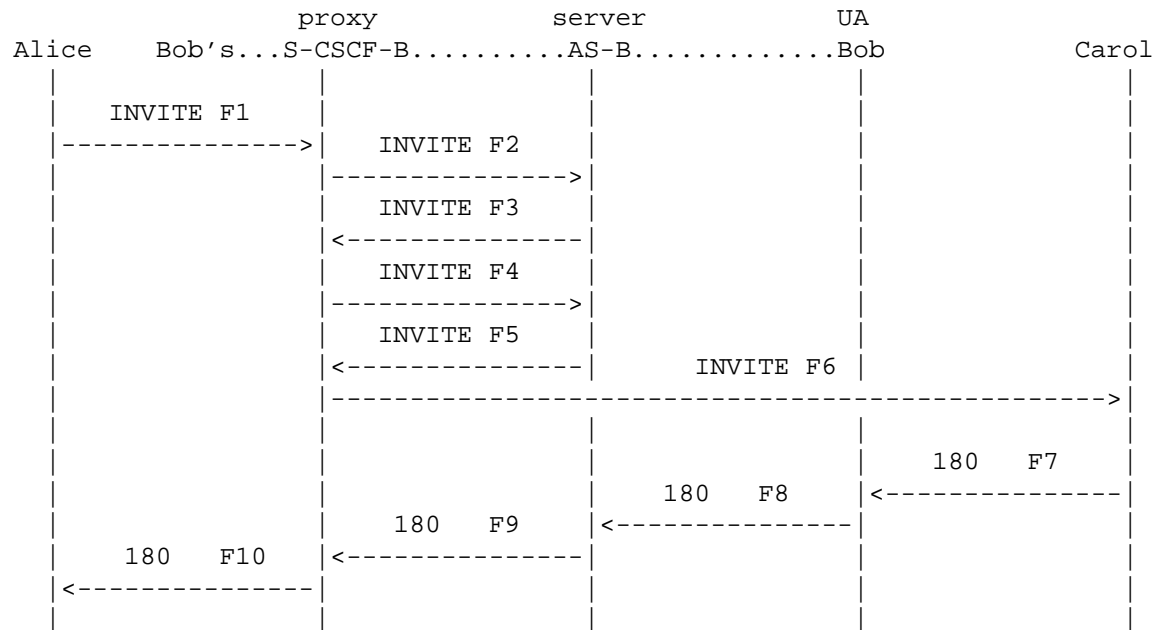 proxy server UA
Alice Bob's...S-CSCF-B..........AS-B.............Bob Carol
INVITE F1
INVITE F2
INVITE F3
INVITE F4
INVITE F5
INVITE F6
180 F7
180 F8
180 F9
180 F10